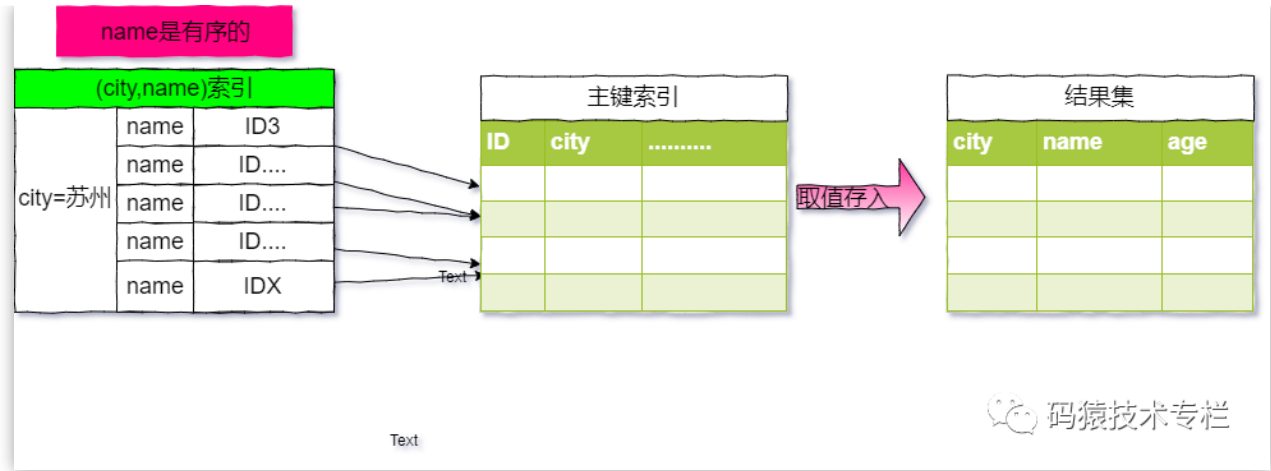 name是有序的
(city,name)索引
city=苏州
name ID3
name ID....
name ID....
name ID....
name IDX
主键索引
ID city ..........
取值存入
结果集
city name age
Text
Text
码猿技术专栏